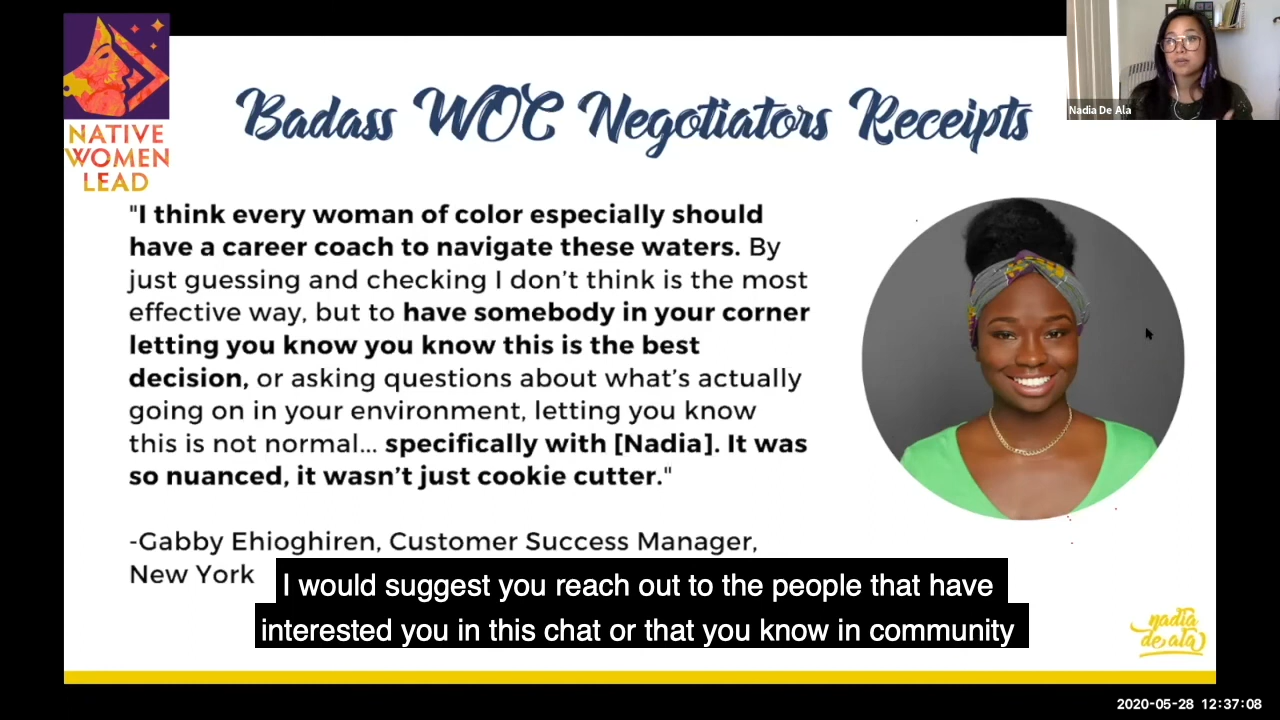 NATIVE
WOMEN
LEAD
Badass WOC Negotiators Receipts
Nadia De Ala
"I think every woman of color especially should
have a career coach to navigate these waters. By
just guessing and checking I don't think is the most
effective way, but to have somebody in your corner
letting you know you know this is the best
decision, or asking questions about what's actually
going on in your environment, letting you know
this is not normal... specifically with [Nadia]. It was
so nuanced, it wasn't just cookie cutter."
-Gabby Ehioghiren, Customer Success Manager,
New York
I would suggest you reach out to the people that have
interested you in this chat or that you know in community
nadia
de ala
2020-05-28 12:37:08